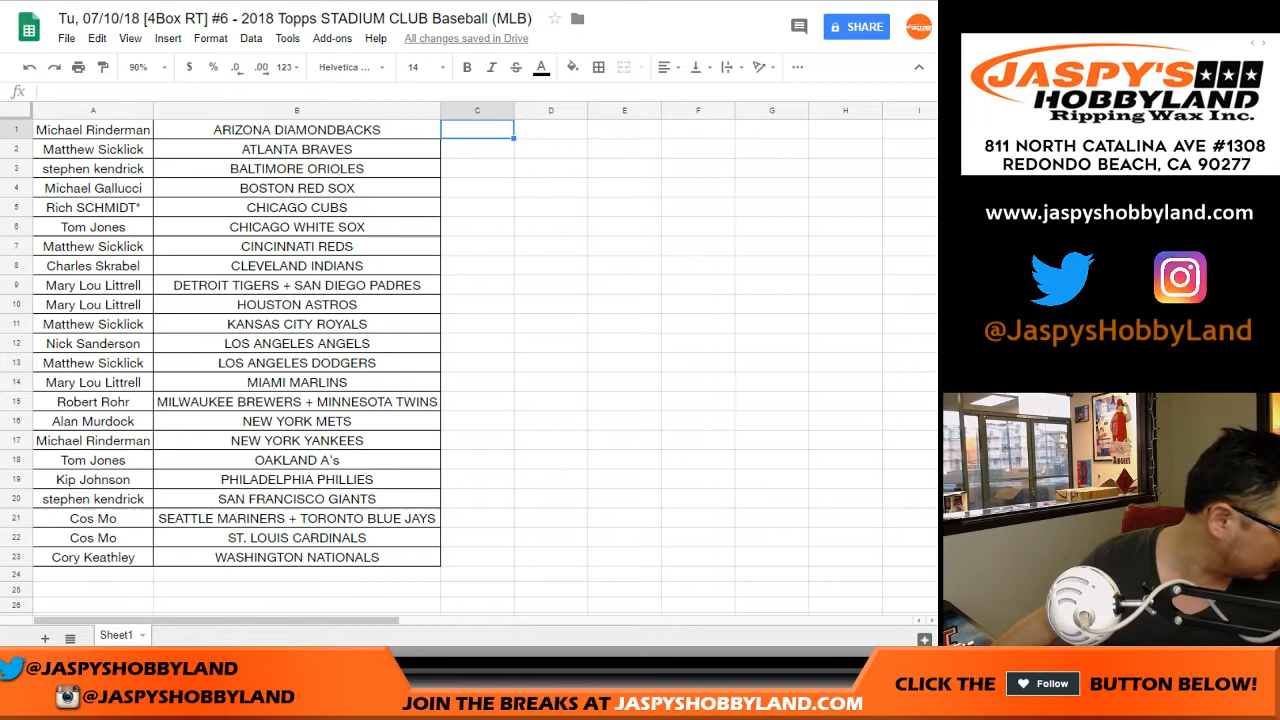 Tu, 07/10/18 [4Box RT] #6 - 2018 Topps STADIUM CLUB Baseball (MLB)
File Edit View Insert Format Data Tools Add-ons Help All changes saved in Drive
SHARE
90% $ % .0 .00 123 Helvetica ... 14 B I S A
fx
A B C D E F G H I
1 Michael Rinderman ARIZONA DIAMONDBACKS
2 Matthew Sicklick ATLANTA BRAVES
3 stephen kendrick BALTIMORE ORIOLES
4 Michael Gallucci BOSTON RED SOX
5 Rich SCHMIDT* CHICAGO CUBS
6 Tom Jones CHICAGO WHITE SOX
7 Matthew Sicklick CINCINNATI REDS
8 Charles Skrabel CLEVELAND INDIANS
9 Mary Lou Littrell DETROIT TIGERS + SAN DIEGO PADRES
10 Mary Lou Littrell HOUSTON ASTROS
11 Matthew Sicklick KANSAS CITY ROYALS
12 Nick Sanderson LOS ANGELES ANGELS
13 Matthew Sicklick LOS ANGELES DODGERS
14 Mary Lou Littrell MIAMI MARLINS
15 Robert Rohr MILWAUKEE BREWERS + MINNESOTA TWINS
16 Alan Murdock NEW YORK METS
17 Michael Rinderman NEW YORK YANKEES
18 Tom Jones OAKLAND A's
19 Kip Johnson PHILADELPHIA PHILLIES
20 stephen kendrick SAN FRANCISCO GIANTS
21 Cos Mo SEATTLE MARINERS + TORONTO BLUE JAYS
22 Cos Mo ST. LOUIS CARDINALS
23 Cory Keathley WASHINGTON NATIONALS
24
25
26
Sheet1
JASPY'S
HOBBYLAND
Ripping Wax Inc.
811 NORTH CATALINA AVE #1308
REDONDO BEACH, CA 90277
www.jaspyshobbyland.com
@JaspysHobbyLand
ANGELS
@JASPYSHOBBYLAND
@JASPYSHOBBYLAND
JOIN THE BREAKS AT JASPYSHOBBYLAND.COM
CLICK THE Follow BUTTON BELOW!